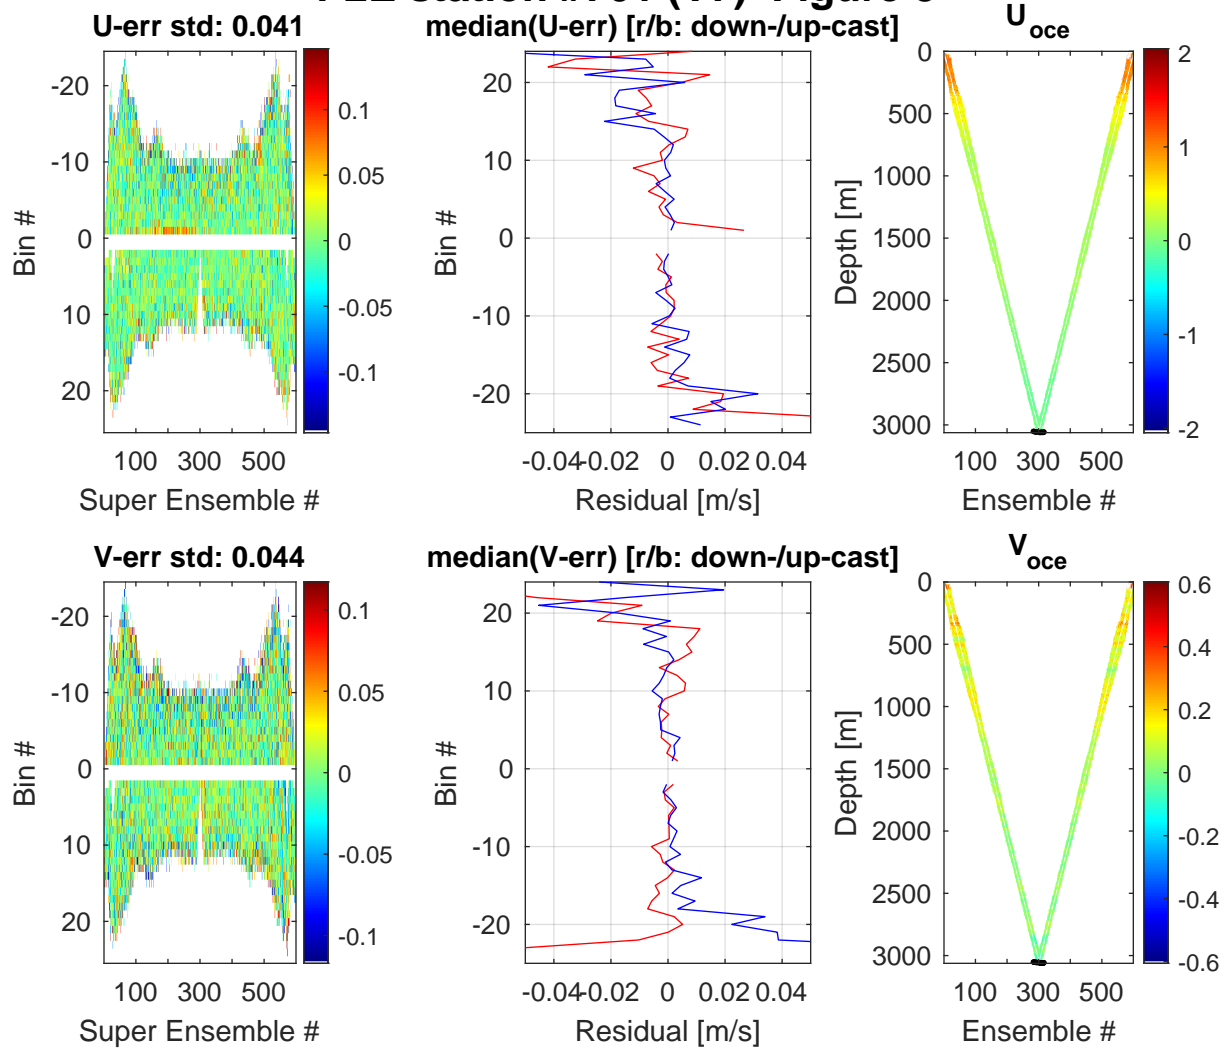 U-err std: 0.041
median(U-err) [r/b: down-/up-cast]
U_oce
-20
-10
0
10
20
Bin #
100 300 500
Super Ensemble #
0.1
0.05
0
-0.05
-0.1
20
10
0
-10
-20
Bin #
-0.04 -0.02 0 0.02 0.04
Residual [m/s]
0
500
1000
1500
2000
2500
3000
Depth [m]
100 300 500
Ensemble #
2
1
0
-1
-2
V-err std: 0.044
median(V-err) [r/b: down-/up-cast]
V_oce
-20
-10
0
10
20
Bin #
100 300 500
Super Ensemble #
0.1
0.05
0
-0.05
-0.1
20
10
0
-10
-20
Bin #
-0.04 -0.02 0 0.02 0.04
Residual [m/s]
0
500
1000
1500
2000
2500
3000
Depth [m]
100 300 500
Ensemble #
0.6
0.4
0.2
0
-0.2
-0.4
-0.6